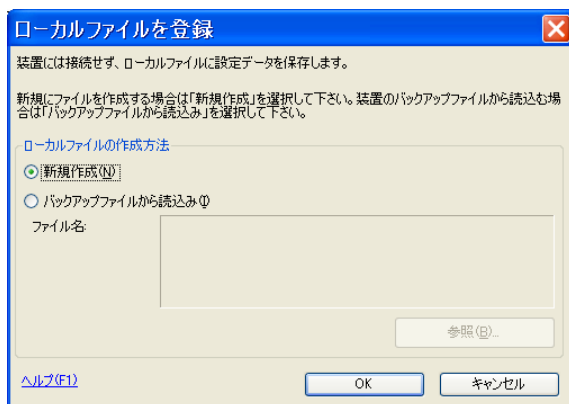 ローカルファイルを登録
装置には接続せず、ローカルファイルに設定データを保存します。
新規にファイルを作成する場合は「新規作成」を選択して下さい。装置のバックアップファイルから読込む場
合は「バックアップファイルから読込み」を選択して下さい。
ローカルファイルの作成方法
新規作成(N)
バックアップファイルから読込み(I)
ファイル名:
参照(B)...
ヘルプ(F1)
OK
キャンセル